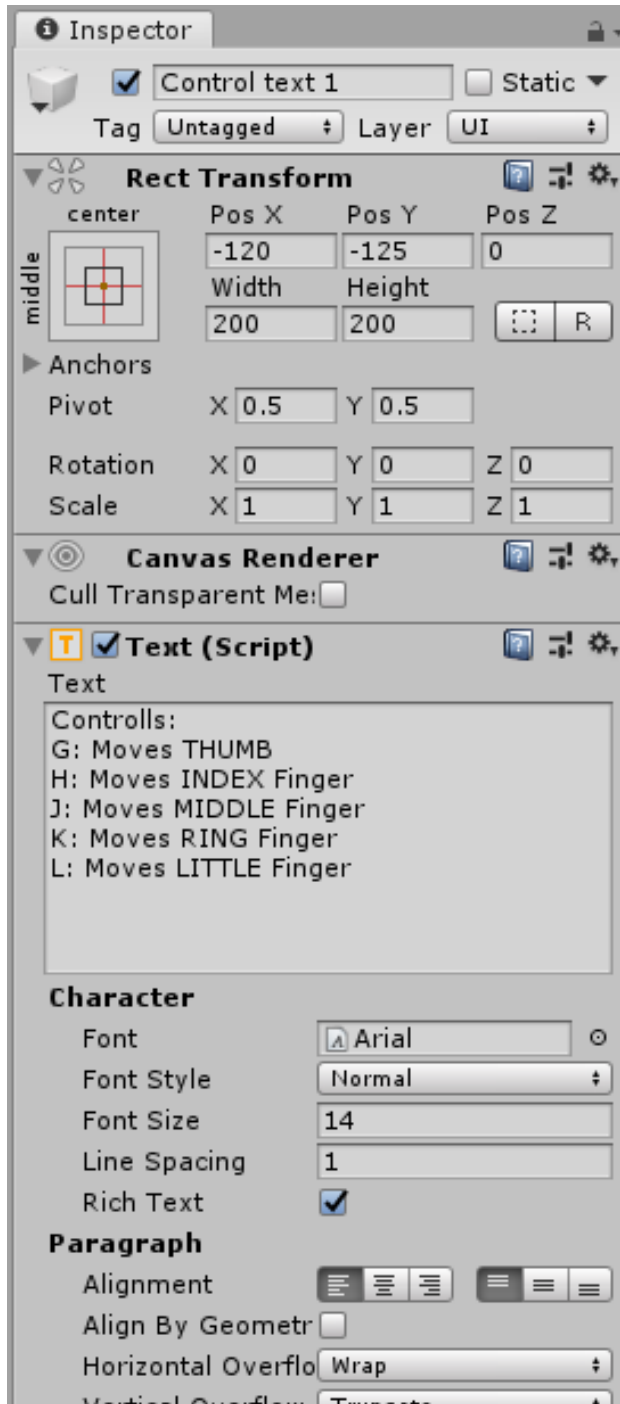 Inspector
Control text 1 Static
Tag Untagged Layer UI
Rect Transform
center Pos X Pos Y Pos Z
middle
-120 -125 0
Width Height
200 200 R
Anchors
Pivot X 0.5 Y 0.5
Rotation X 0 Y 0 Z 0
Scale X 1 Y 1 Z 1
Canvas Renderer
Cull Transparent Me
T Text (Script)
Text
Controlls:
G: Moves THUMB
H: Moves INDEX Finger
J: Moves MIDDLE Finger
K: Moves RING Finger
L: Moves LITTLE Finger
Character
Font Arial
Font Style Normal
Font Size 14
Line Spacing 1
Rich Text
Paragraph
Alignment
Align By Geometr
Horizontal Overflo Wrap
Vertical Overflow Truncate